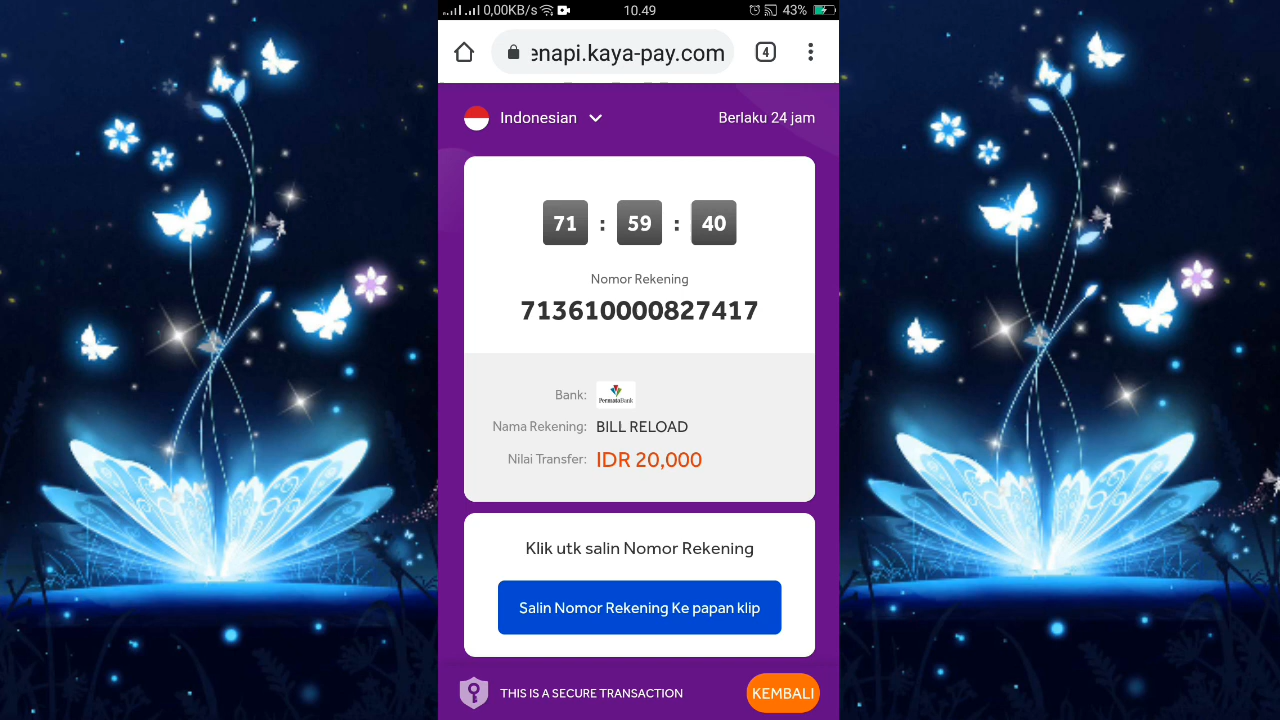 0,00KB/s 10.49 43%
enapi.kaya-pay.com 4
Indonesian Berlaku 24 jam
71 : 59 : 40
Nomor Rekening
713610000827417
Bank: PermataBank
Nama Rekening: BILL RELOAD
Nilai Transfer: IDR 20,000
Klik utk salin Nomor Rekening
Salin Nomor Rekening Ke papan klip
THIS IS A SECURE TRANSACTION KEMBALI